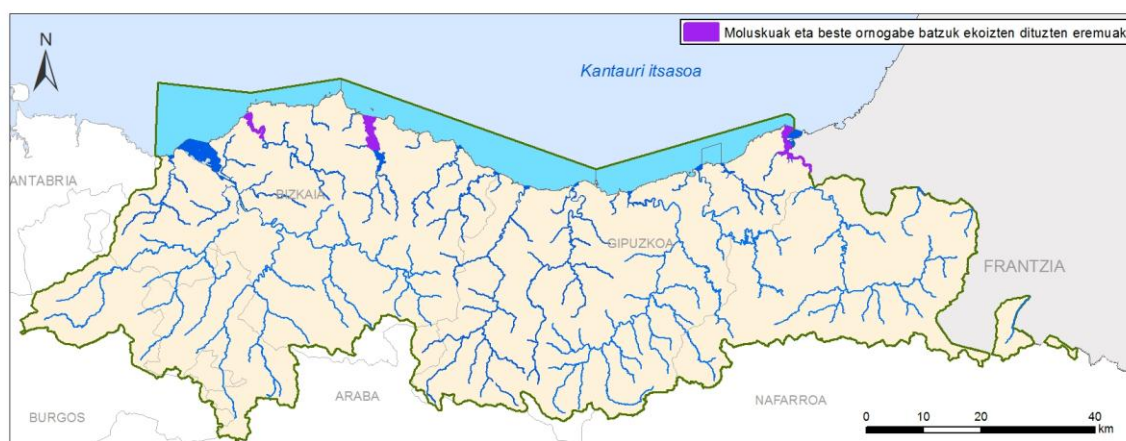 Moluskuak eta beste ornogabe batzuk ekoizten dituzten eremuak
N
Kantauri itsasoa
ANTABRIA
BIZKAIA
GIPUZKOA
FRANTZIA
ARABA
NAFARROA
BURGOS
0 10 20 40
km